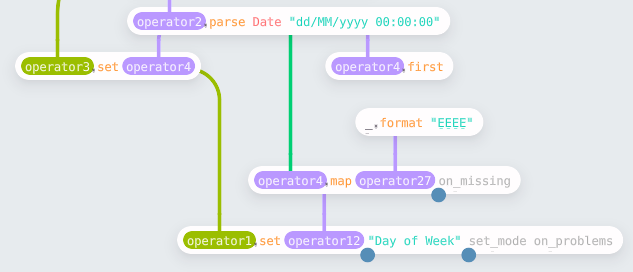 operator2.parse Date "dd/MM/yyyy 00:00:00"
operator3.set operator4
operator4.first
_.format "EEEE"
operator4.map operator27 on_missing
operator1.set operator12 "Day of Week" set_mode on_problems